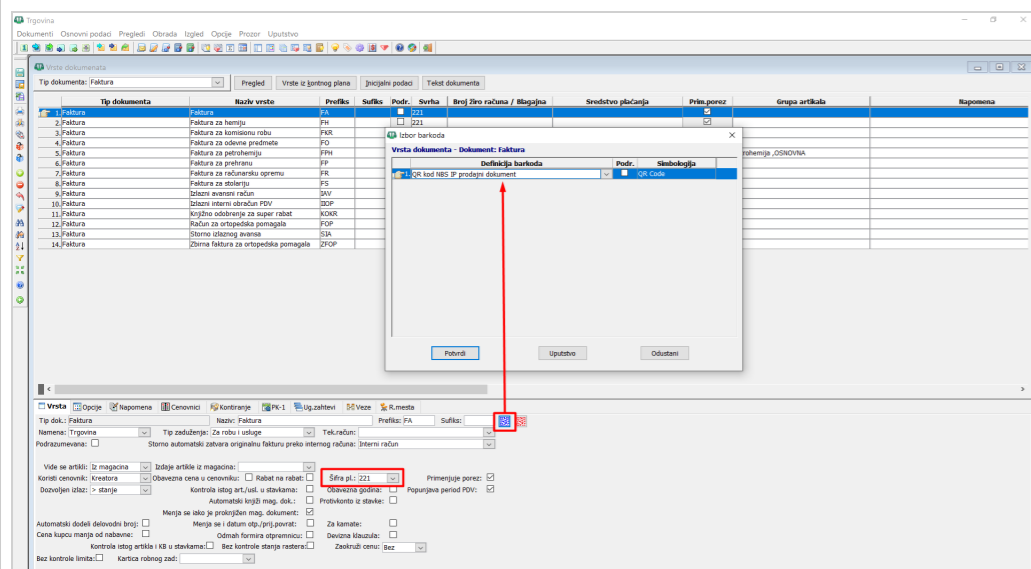 Trgovina
Dokumenti Osnovni podaci Pregledi Obrada Izgled Opcije Prozor Uputstvo
Vrste dokumenata
Tip dokumenta: Faktura Pregled Vrste iz kontnog plana Inicijalni podaci Tekst dokumenta
Tip dokumenta Naziv vrste Prefiks Sufiks Podr. Svrha Broj žiro računa / Blagajna Sredstvo plaćanja Prim.porez Grupa artikala Napomena
1. Faktura Faktura FA 221
2. Faktura Faktura za hemiju FH 221
3. Faktura Faktura za komisionu robu FKR
4. Faktura Faktura za odevne predmete FO
5. Faktura Faktura za petrohemiju FPH rohemija ,OSNOVNA
6. Faktura Faktura za prehranu FP
7. Faktura Faktura za računarsku opremu FR
8. Faktura Faktura za stolariju FS
9. Faktura Izlazni avansni račun IAV
10. Faktura Izlazni interni obračun PDV IIOP
11. Faktura Knjižno odobrenje za super rabat KOKR
12. Faktura Račun za ortopedska pomagala FOP
13. Faktura Storno izlaznog avansa SIA
14. Faktura Zbirna faktura za ortopedska pomagala ZFOP
Izbor barkoda
Vrsta dokumenta - Dokument: Faktura
Definicija barkoda Podr. Simbologija
1. QR kod NBS IP prodajni dokument QR Code
Potvrdi Uputstvo Odustani
Vrsta Opcije Napomena Cenovnici Kontiranje PK-1 Ug.zahtevi Veze R.mesta
Tip dok.: Faktura Naziv: Faktura Prefiks: FA Sufiks:
Namena: Trgovina Tip zaduženja: Za robu i usluge Tek.račun:
Podrazumevana: Storno automatski zatvara originalnu fakturu preko internog računa: Interni račun
Vide se artikli: Iz magacina Izdaje artikle iz magacina:
Koristi cenovnik: Kreatora Obavezna cena u cenovniku: Rabat na rabat: Šifra pl.: 221 Primenjuje porez:
Dozvoljen izlaz: > stanje Kontrola istog art./usl. u stavkama: Obavezna godina: Popunjava period PDV:
Automatski knjiži mag. dok.: Protivkonto iz stavke:
Menja se iako je proknjižen mag. dokument:
Automatski dodeli delovodni broj: Menja se i datum otp./prij.povrat: Za kamate:
Cena kupcu manja od nabavne: Odmah formira otpremnicu: Devizna klauzula:
Kontrola istog artikla i KB u stavkama: Bez kontrole stanja rastera: Zaokruži cenu: Bez
Bez kontrole limita: Kartica robnog zad: